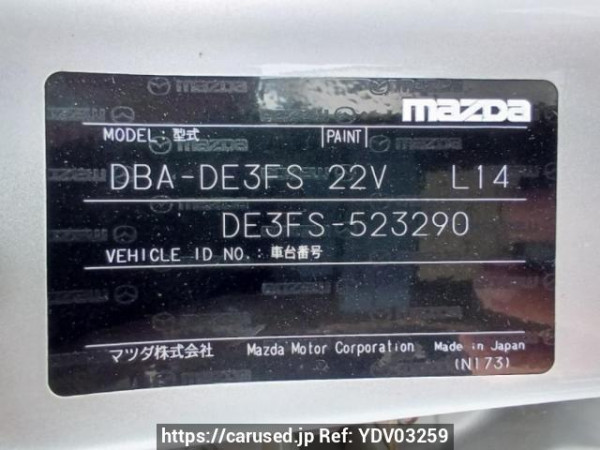 mazda
MODEL : 型式 PAINT
DBA-DE3FS 22V L14
DE3FS-523290
VEHICLE ID NO. : 車台番号
マツダ株式会社 Mazda Motor Corporation Made in Japan
(N173)
https://carused.jp Ref: YDV03259